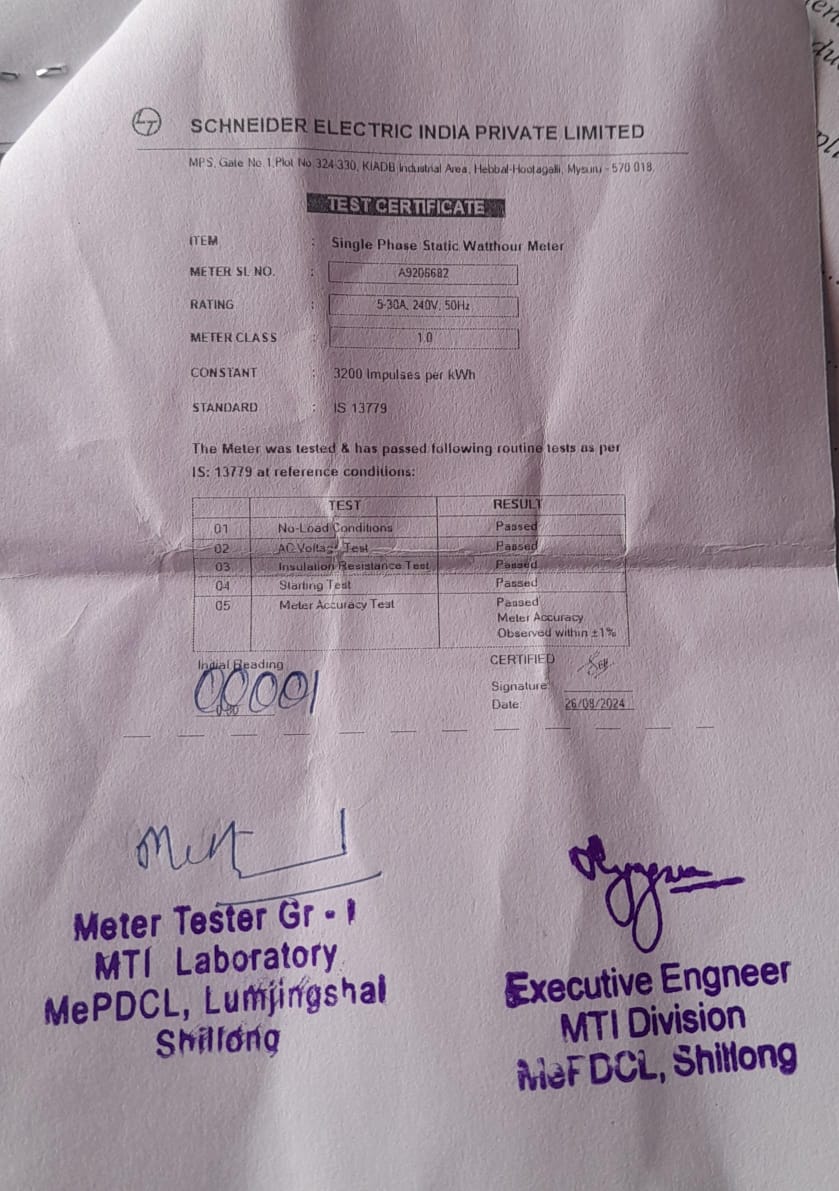 LT
SCHNEIDER ELECTRIC INDIA PRIVATE LIMITED
MPS, Gate No.1,Plot No.324-330, KIADB Industrial Area, Hebbal-Hootagalli, Mysuru - 570 018.
TEST CERTIFICATE
ITEM : Single Phase Static Watthour Meter
METER SL NO. : A9206682
RATING : 5-30A, 240V, 50Hz
METER CLASS : 1.0
CONSTANT : 3200 Impulses per kWh
STANDARD : IS 13779
The Meter was tested & has passed following routine tests as per
IS: 13779 at reference conditions:
TEST RESULT
01 No-Load Conditions Passed
02 AC Voltage Test Passed
03 Insulation Resistance Test Passed
04 Starting Test Passed
05 Meter Accuracy Test Passed
Meter Accuracy
Observed within ±1%
Initial Reading CERTIFIED
00001
Signature:
Date: 26/08/2024
Meter Tester Gr - I
MTI Laboratory
MePDCL, Lumjingshai
Shillong
Executive Engneer
MTI Division
MePDCL, Shillong